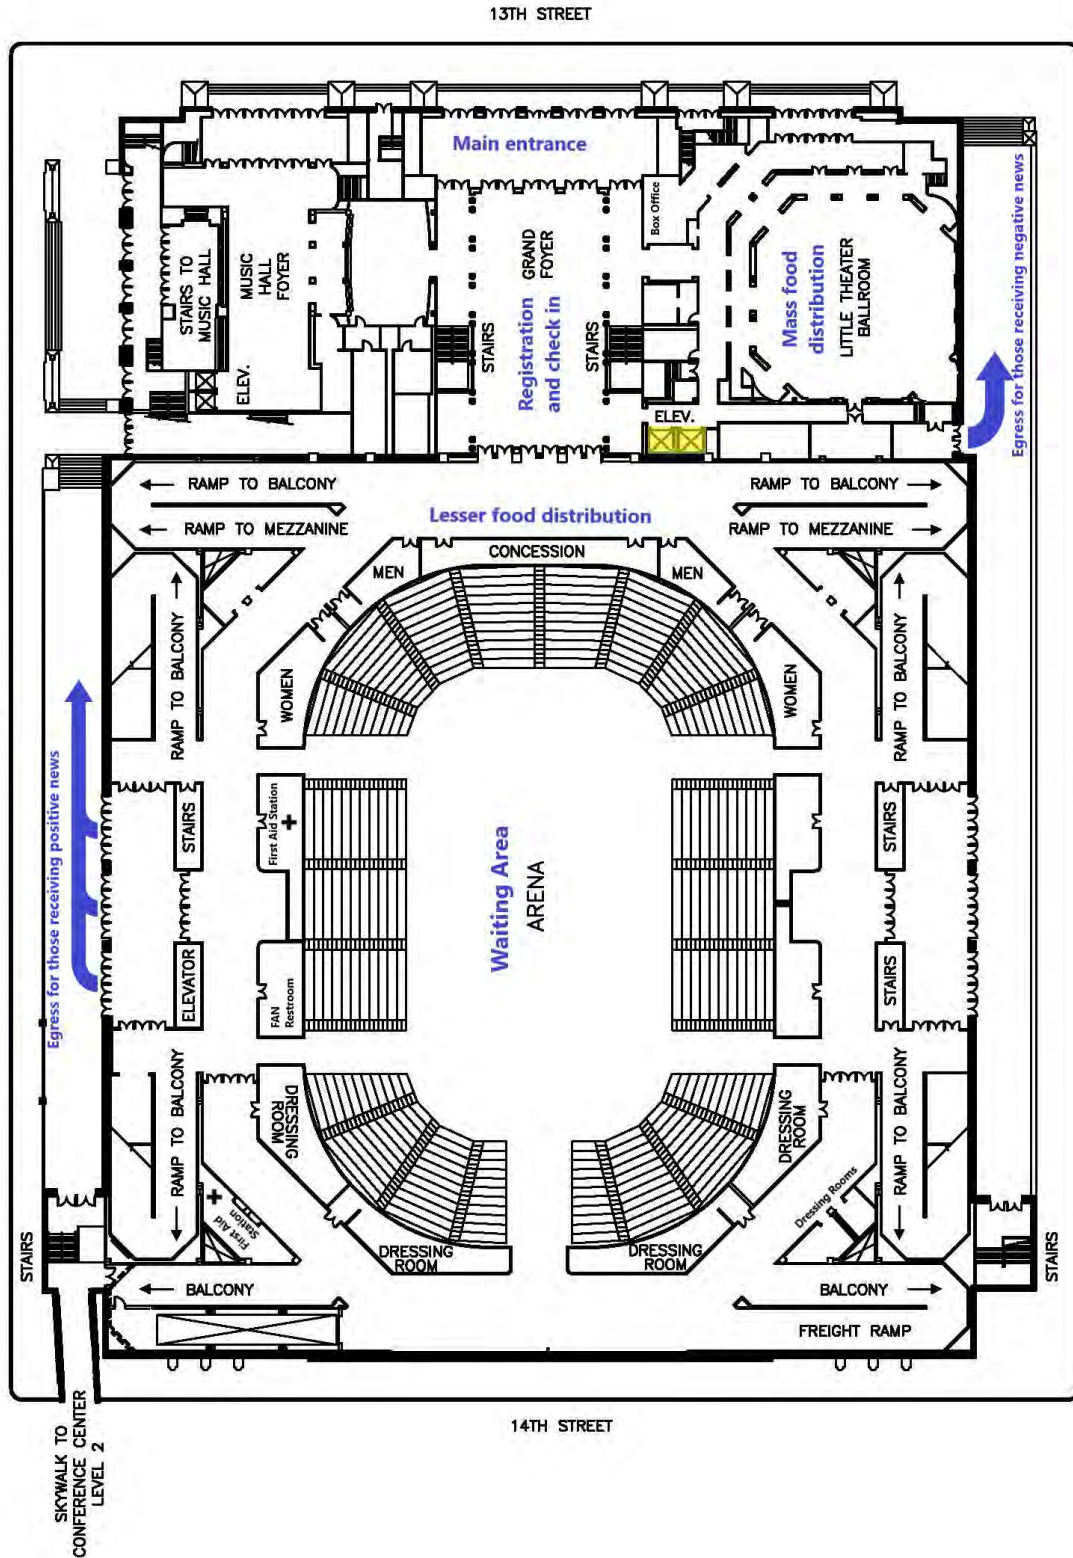 13TH STREET
Main entrance
Box Office
STAIRS TO
MUSIC HALL
MUSIC
HALL
FOYER
ELEV.
GRAND
FOYER
Registration
and check in
STAIRS
STAIRS
ELEV.
Mass food
distribution
LITTLE THEATER
BALLROOM
Egress for those receiving negative news
RAMP TO BALCONY
RAMP TO BALCONY
Lesser food distribution
RAMP TO MEZZANINE
RAMP TO MEZZANINE
CONCESSION
MEN
MEN
RAMP TO BALCONY
RAMP TO BALCONY
WOMEN
WOMEN
Egress for those receiving positive news
STAIRS
First Aid Station
Waiting Area
ARENA
STAIRS
ELEVATOR
FAN
Restroom
STAIRS
RAMP TO BALCONY
DRESSING
ROOM
DRESSING
ROOM
RAMP TO BALCONY
First Aid
Station
Dressing Rooms
STAIRS
DRESSING
ROOM
DRESSING
ROOM
STAIRS
BALCONY
BALCONY
FREIGHT RAMP
SKYWALK TO
CONFERENCE CENTER
LEVEL 2
14TH STREET